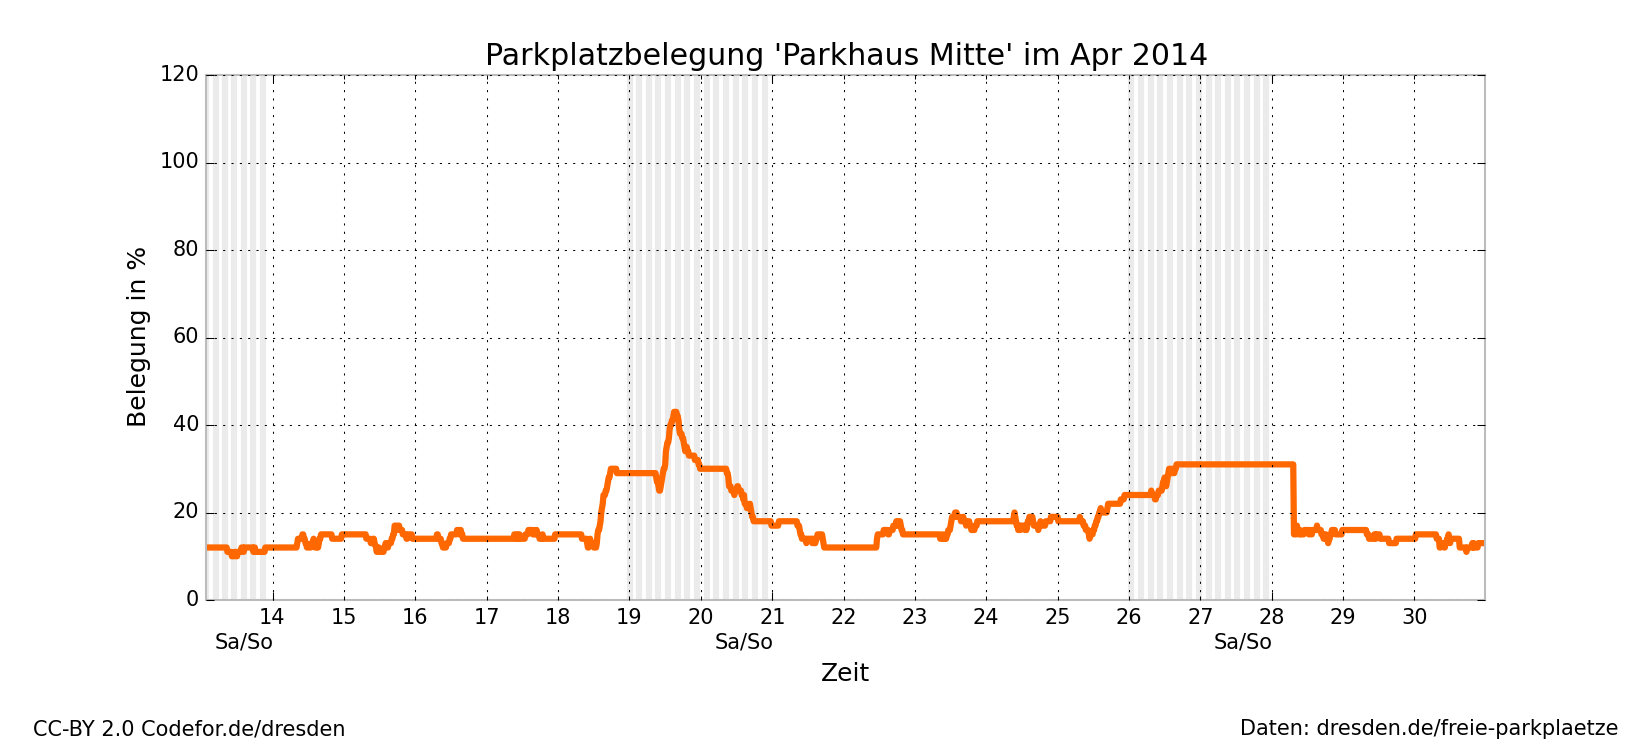 Parkplatzbelegung 'Parkhaus Mitte' im Apr 2014
120
100
80
60
40
20
0
Belegung in %
14 15 16 17 18 19 20 21 22 23 24 25 26 27 28 29 30
Sa/So Sa/So Sa/So
Zeit
CC-BY 2.0 Codefor.de/dresden
Daten: dresden.de/freie-parkplaetze